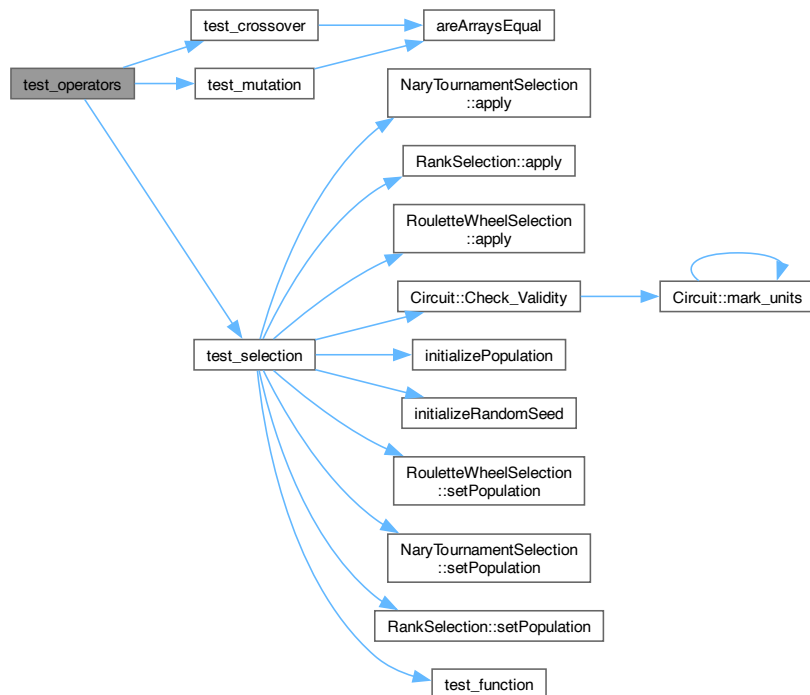 test_crossover
areArraysEqual
test_operators
test_mutation
NaryTournamentSelection
::apply
RankSelection::apply
RouletteWheelSelection
::apply
Circuit::Check_Validity
Circuit::mark_units
test_selection
initializePopulation
initializeRandomSeed
RouletteWheelSelection
::setPopulation
NaryTournamentSelection
::setPopulation
RankSelection::setPopulation
test_function